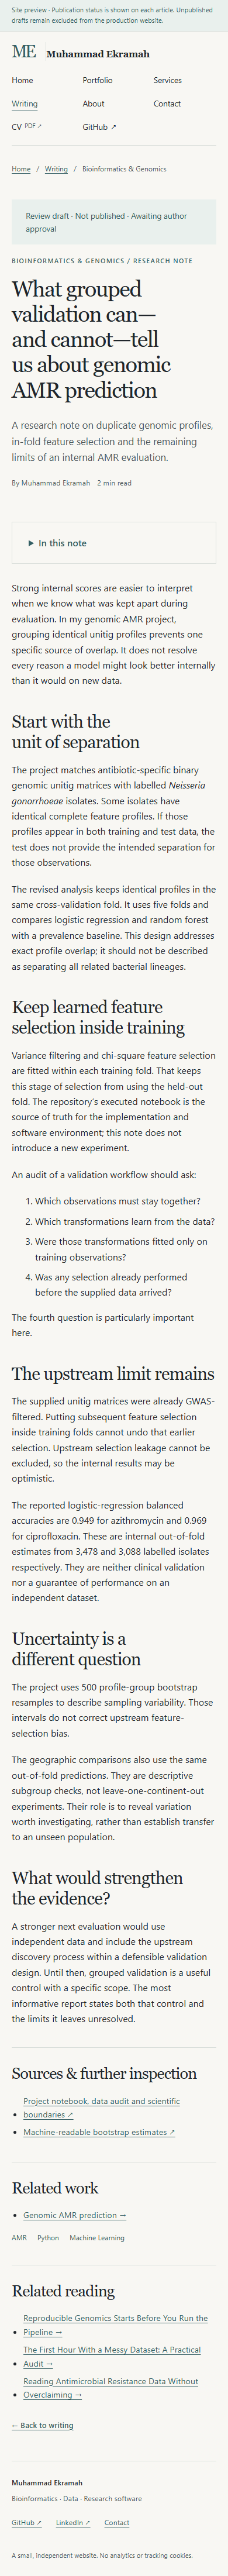 Site preview · Publication status is shown on each article. Unpublished
drafts remain excluded from the production website.
ME Muhammad Ekramah
Home Portfolio Services
Writing About Contact
CV PDF ↗ GitHub ↗
Home / Writing / Bioinformatics & Genomics
Review draft · Not published · Awaiting author
approval
BIOINFORMATICS & GENOMICS / RESEARCH NOTE
What grouped
validation can—
and cannot—tell
us about genomic
AMR prediction
A research note on duplicate genomic profiles,
in-fold feature selection and the remaining
limits of an internal AMR evaluation.
By Muhammad Ekramah 2 min read
▶ In this note
Strong internal scores are easier to interpret
when we know what was kept apart during
evaluation. In my genomic AMR project,
grouping identical unitig profiles prevents one
specific source of overlap. It does not resolve
every reason a model might look better internally
than it would on new data.
Start with the
unit of separation
The project matches antibiotic-specific binary
genomic unitig matrices with labelled Neisseria
gonorrhoeae isolates. Some isolates have
identical complete feature profiles. If those
profiles appear in both training and test data, the
test does not provide the intended separation for
those observations.
The revised analysis keeps identical profiles in the
same cross-validation fold. It uses five folds and
compares logistic regression and random forest
with a prevalence baseline. This design addresses
exact profile overlap; it should not be described
as separating all related bacterial lineages.
Keep learned feature
selection inside training
Variance filtering and chi-square feature selection
are fitted within each training fold. That keeps
this stage of selection from using the held-out
fold. The repository's executed notebook is the
source of truth for the implementation and
software environment; this note does not
introduce a new experiment.
An audit of a validation workflow should ask:
1. Which observations must stay together?
2. Which transformations learn from the data?
3. Were those transformations fitted only on
training observations?
4. Was any selection already performed
before the supplied data arrived?
The fourth question is particularly important
here.
The upstream limit remains
The supplied unitig matrices were already GWAS-
filtered. Putting subsequent feature selection
inside training folds cannot undo that earlier
selection. Upstream selection leakage cannot be
excluded, so the internal results may be
optimistic.
The reported logistic-regression balanced
accuracies are 0.949 for azithromycin and 0.969
for ciprofloxacin. These are internal out-of-fold
estimates from 3,478 and 3,088 labelled isolates
respectively. They are neither clinical validation
nor a guarantee of performance on an
independent dataset.
Uncertainty is a
different question
The project uses 500 profile-group bootstrap
resamples to describe sampling variability. Those
intervals do not correct upstream feature-
selection bias.
The geographic comparisons also use the same
out-of-fold predictions. They are descriptive
subgroup checks, not leave-one-continent-out
experiments. Their role is to reveal variation
worth investigating, rather than establish transfer
to an unseen population.
What would strengthen
the evidence?
A stronger next evaluation would use
independent data and include the upstream
discovery process within a defensible validation
design. Until then, grouped validation is a useful
control with a specific scope. The most
informative report states both that control and
the limits it leaves unresolved.
Sources & further inspection
• Project notebook, data audit and scientific
boundaries ↗
• Machine-readable bootstrap estimates ↗
Related work
• Genomic AMR prediction →
AMR Python Machine Learning
Related reading
• Reproducible Genomics Starts Before You Run the
Pipeline →
• The First Hour With a Messy Dataset: A Practical
Audit →
• Reading Antimicrobial Resistance Data Without
Overclaiming →
← Back to writing
Muhammad Ekramah
Bioinformatics · Data · Research software
GitHub ↗ LinkedIn ↗ Contact
A small, independent website. No analytics or tracking cookies.